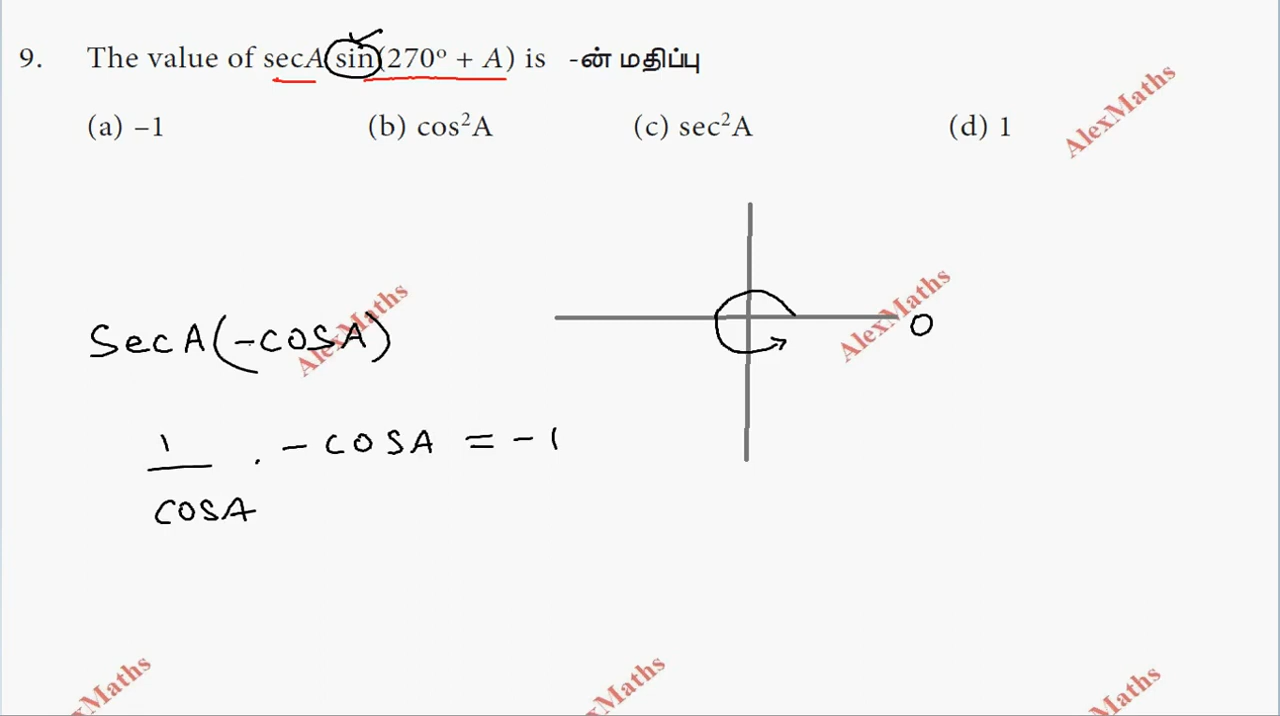 9. The value of secA sin(270° + A) is -ன் மதிப்பு
(a) –1 (b) cos²A (c) sec²A (d) 1
AlexMaths
AlexMaths
0
AlexMaths
SecA(-cosA)
1/cosA . - cosA = -1
AlexMaths
AlexMaths
AlexMaths